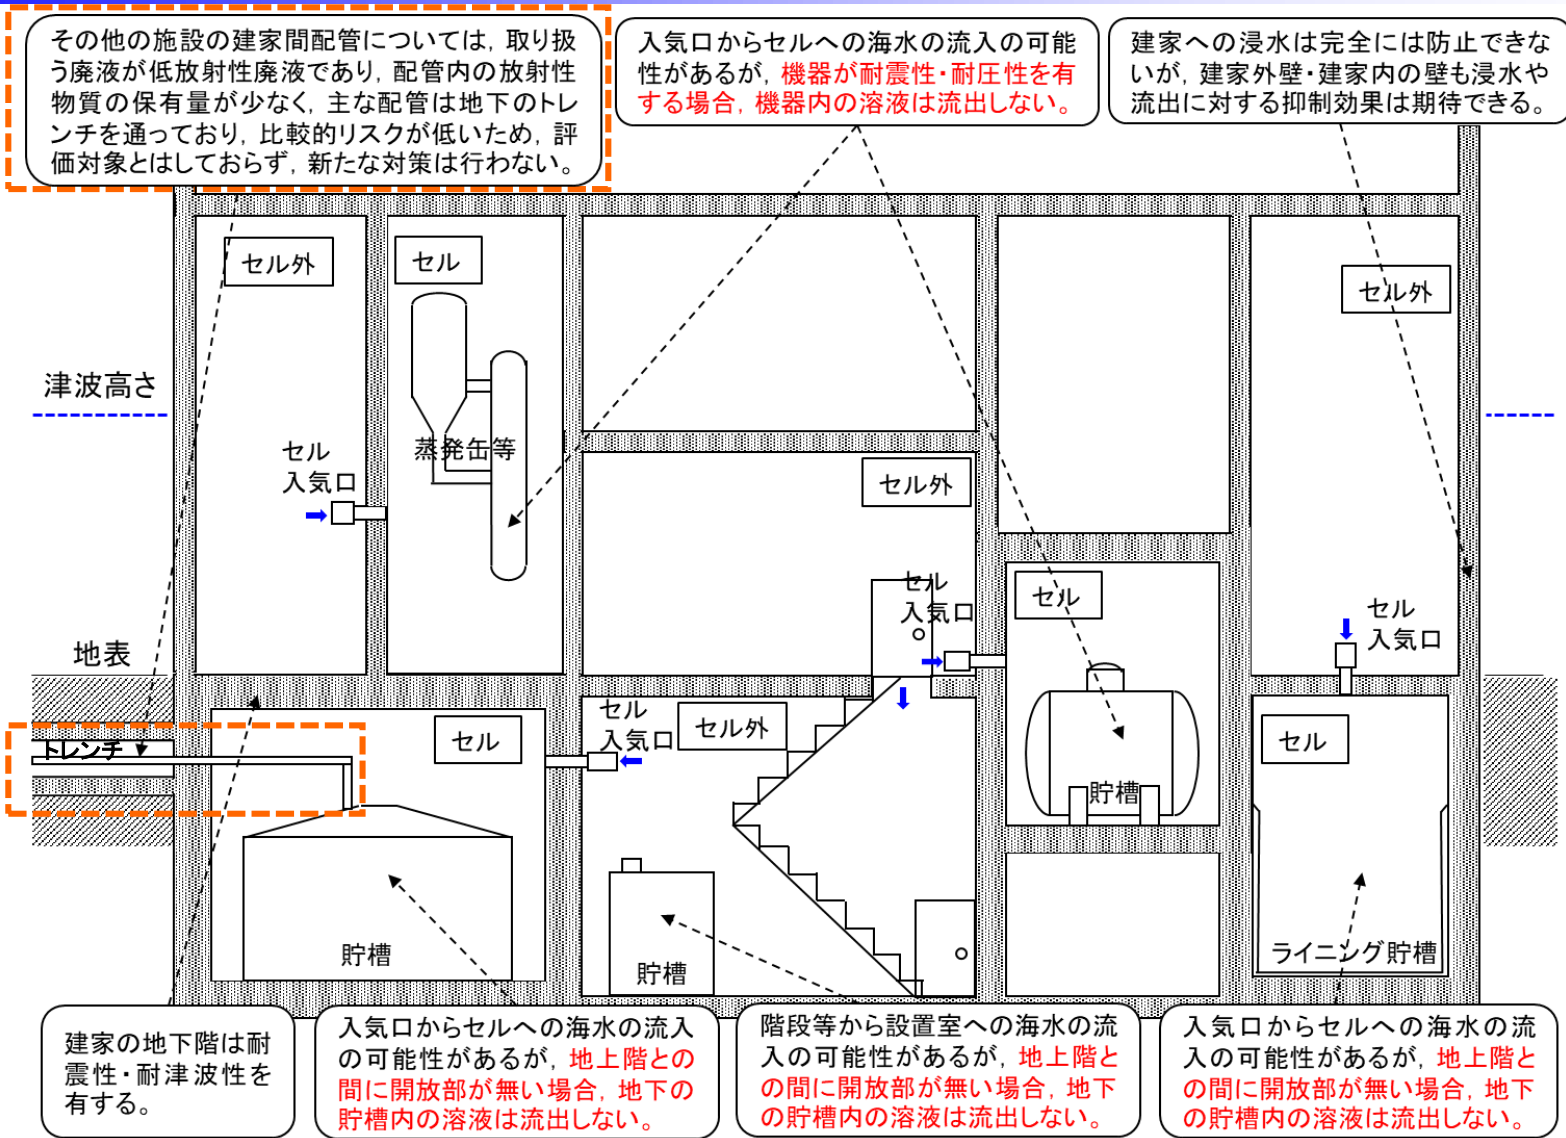 その他の施設の建家間配管については, 取り扱
う廃液が低放射性廃液であり, 配管内の放射性
物質の保有量が少なく, 主な配管は地下のトレ
ンチを通っており, 比較的リスクが低いため, 評
価対象とはしておらず, 新たな対策は行わない。
入気口からセルへの海水の流入の可能
性があるが, 機器が耐震性・耐圧性を有
する場合, 機器内の溶液は流出しない。
建家への浸水は完全には防止できな
いが, 建家外壁・建家内の壁も浸水や
流出に対する抑制効果は期待できる。
セル外
セル
セル外
津波高さ
蒸発缶等
セル
入気口
セル外
セル
入気口
セル
セル
入気口
地表
トレンチ
セル
セル
入気口
セル外
セル
貯槽
貯槽
貯槽
ライニング貯槽
建家の地下階は耐
震性・耐津波性を
有する。
入気口からセルへの海水の流入
の可能性があるが, 地上階との
間に開放部が無い場合, 地下の
貯槽内の溶液は流出しない。
階段等から設置室への海水の流
入の可能性があるが, 地上階と
の間に開放部が無い場合, 地下
の貯槽内の溶液は流出しない。
入気口からセルへの海水の流
入の可能性があるが, 地上階と
の間に開放部が無い場合, 地下
の貯槽内の溶液は流出しない。